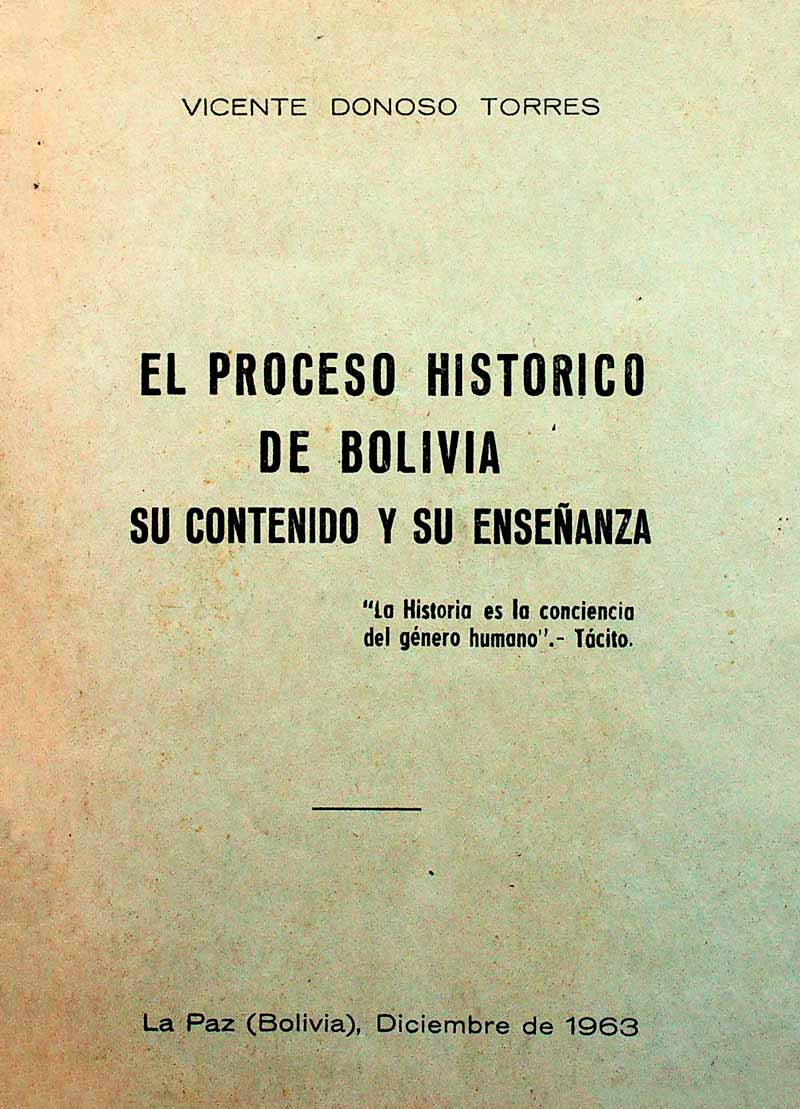 VICENTE DONOSO TORRES
EL PROCESO HISTORICO
DE BOLIVIA
SU CONTENIDO Y SU ENSEÑANZA
"La Historia es la conciencia
del género humano".- Tácito.
La Paz (Bolivia), Diciembre de 1963